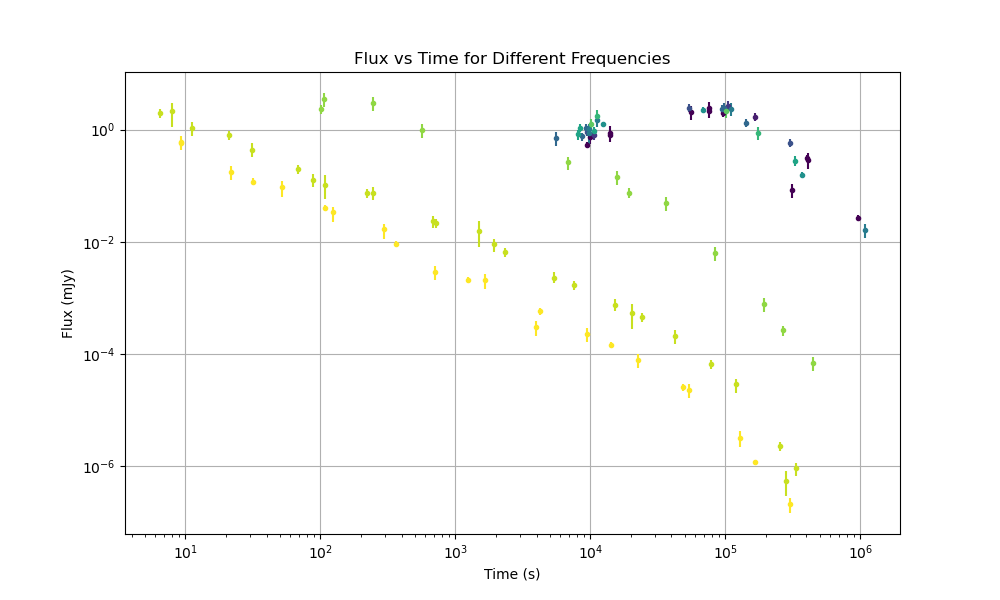 Flux vs Time for Different Frequencies
Flux (mJy)
10⁰
10⁻²
10⁻⁴
10⁻⁶
10¹ 10² 10³ 10⁴ 10⁵ 10⁶
Time (s)